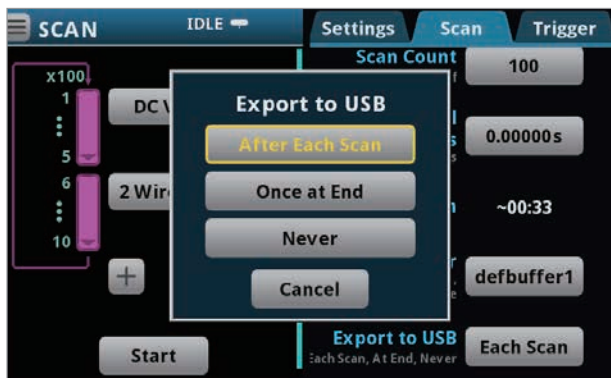 SCAN
IDLE
Settings
Scan
Trigger
x100
1
5
6
10
DC V
2 Wir
+
Start
Export to USB
After Each Scan
Once at End
Never
Cancel
Scan Count
100
0.00000s
~00:33
defbuffer1
Export to USB
Each Scan, At End, Never
Each Scan